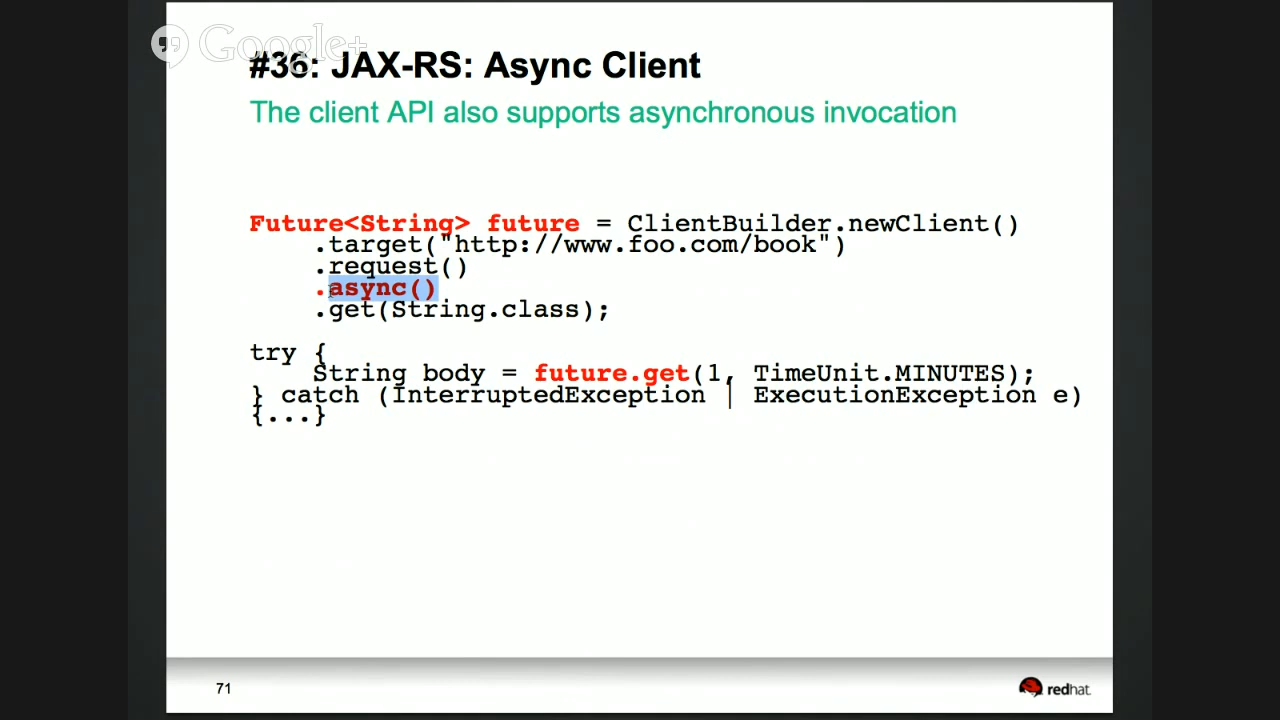 Google+
#36: JAX-RS: Async Client
The client API also supports asynchronous invocation
Future<String> future = ClientBuilder.newClient()
.target("http://www.foo.com/book")
.request()
.async()
.get(String.class);
try {
String body = future.get(1, TimeUnit.MINUTES);
} catch (InterruptedException | ExecutionException e)
{...}
71
redhat.